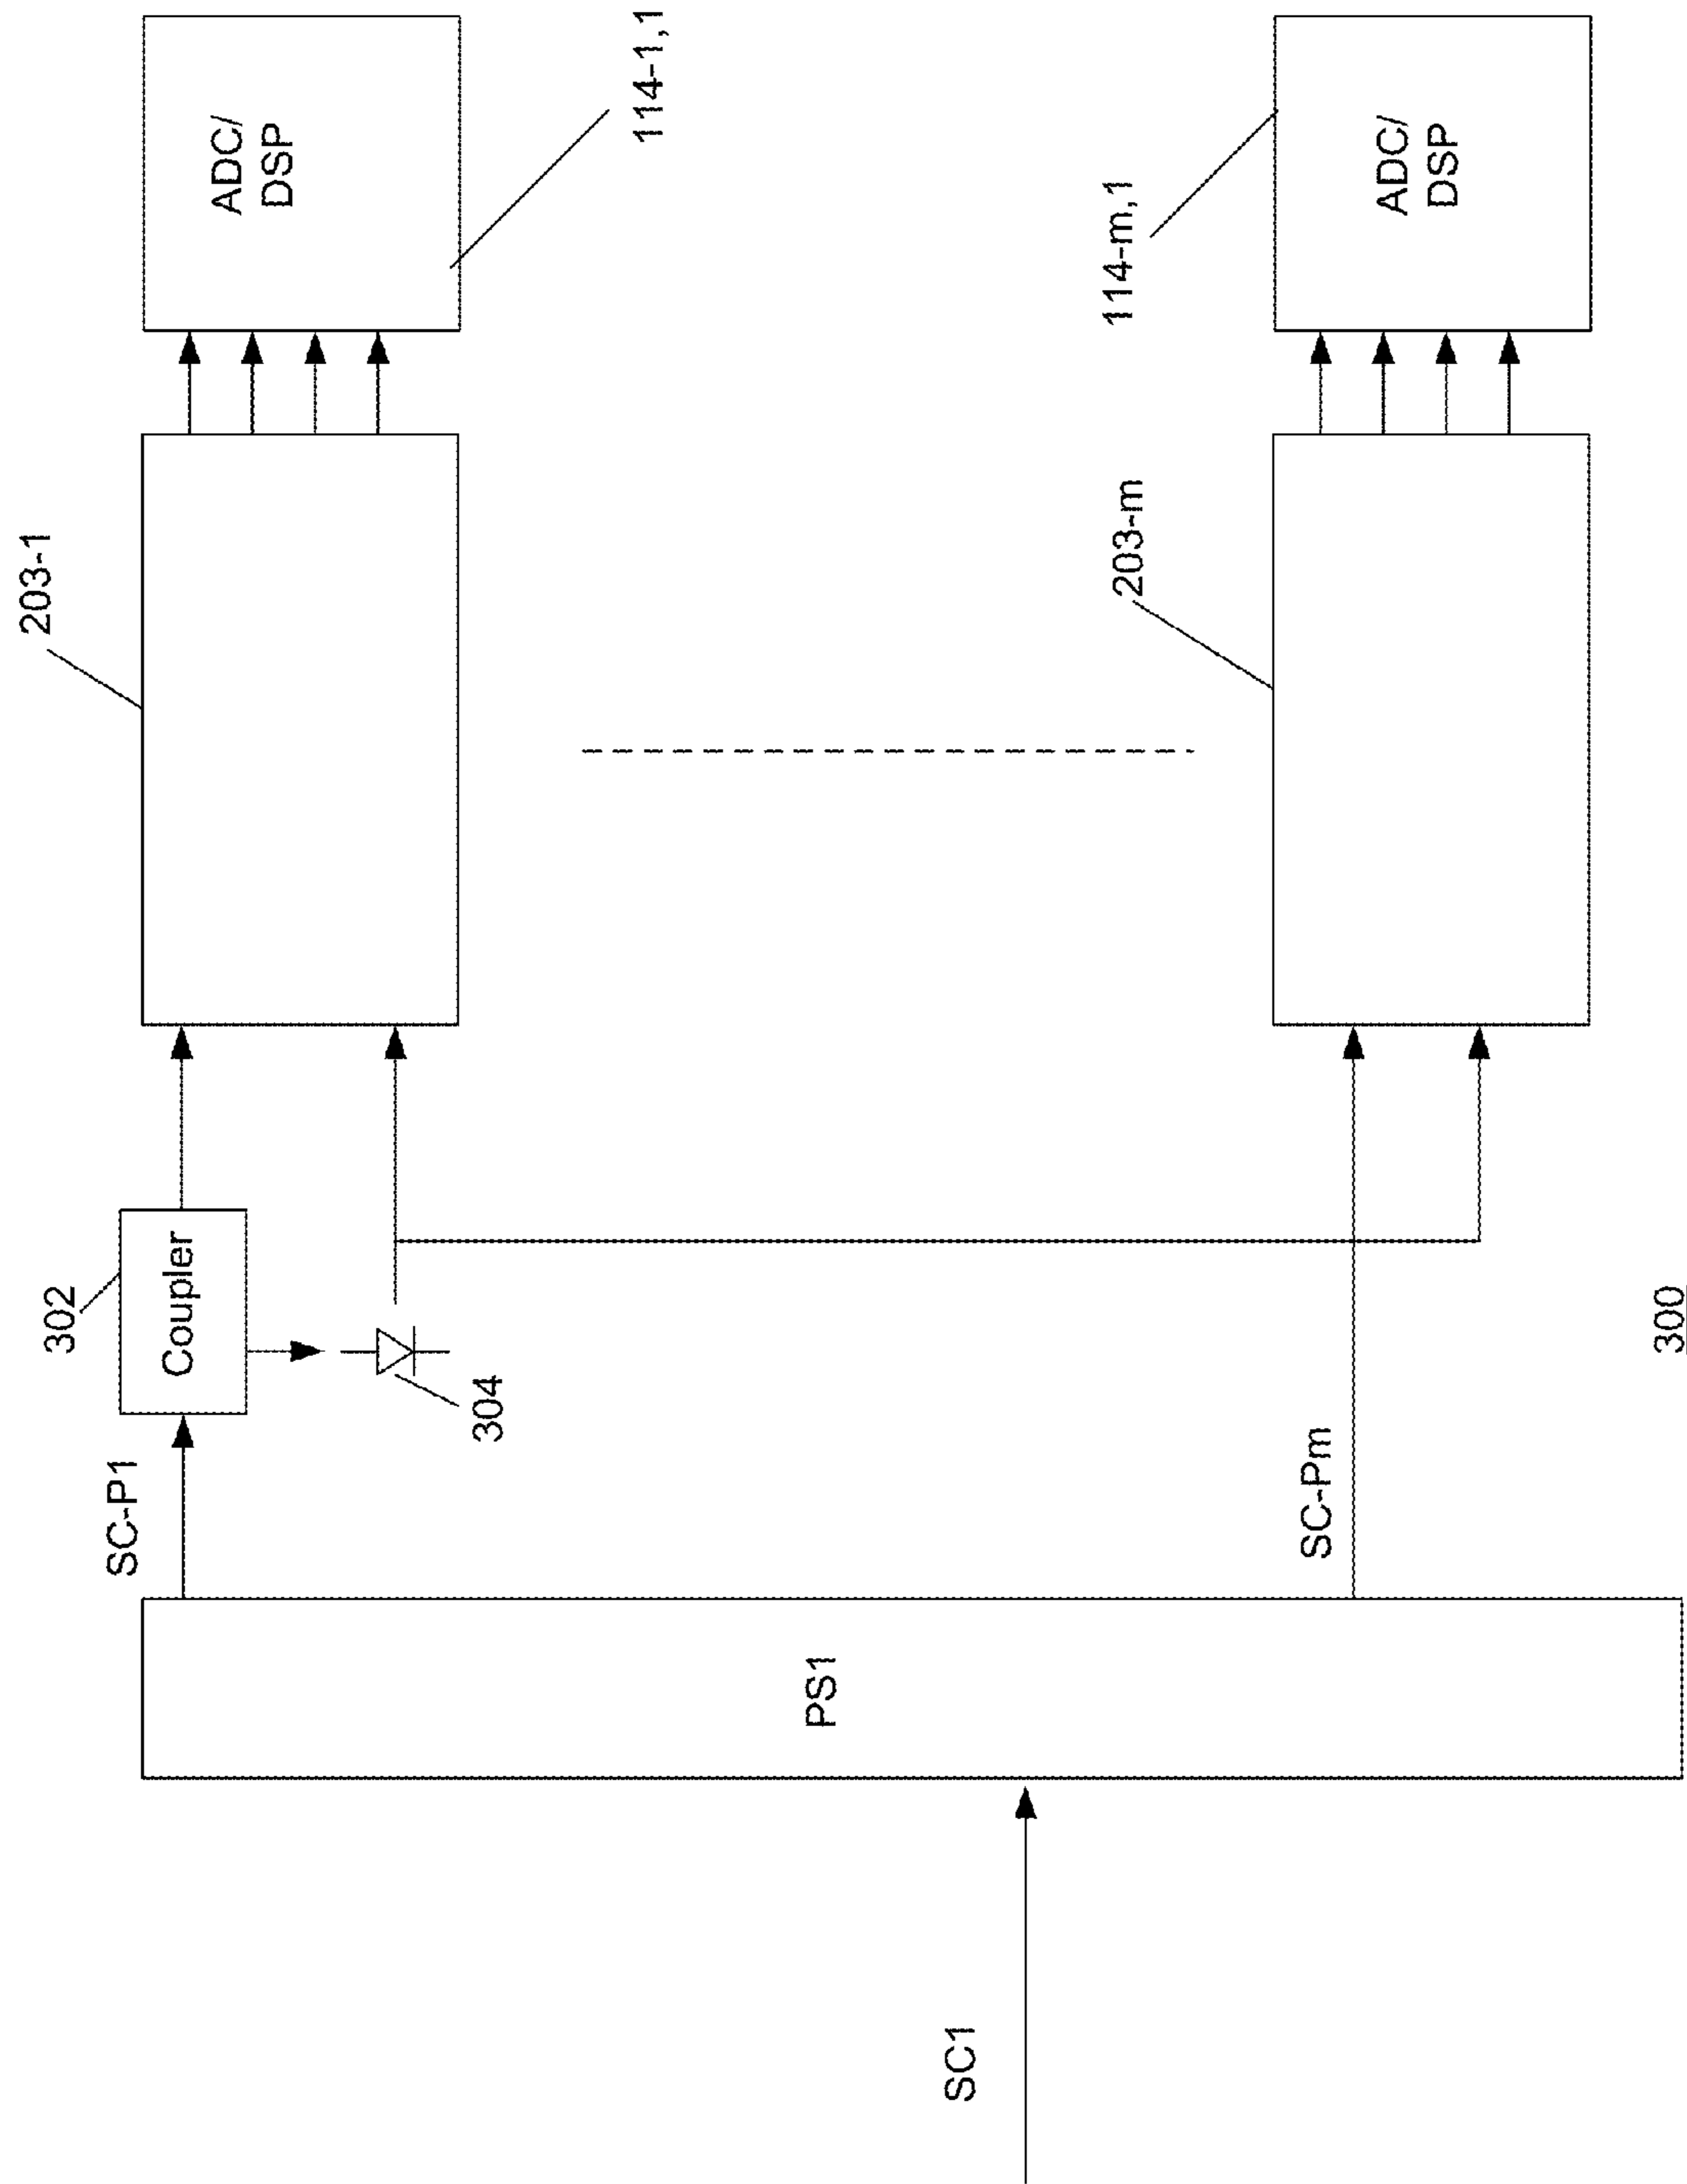 SC1
PS1
SC-P1
SC-Pm
302
Coupler
304
203-1
203-m
ADC/
DSP
114-1,1
114-m,1
ADC/
DSP
300